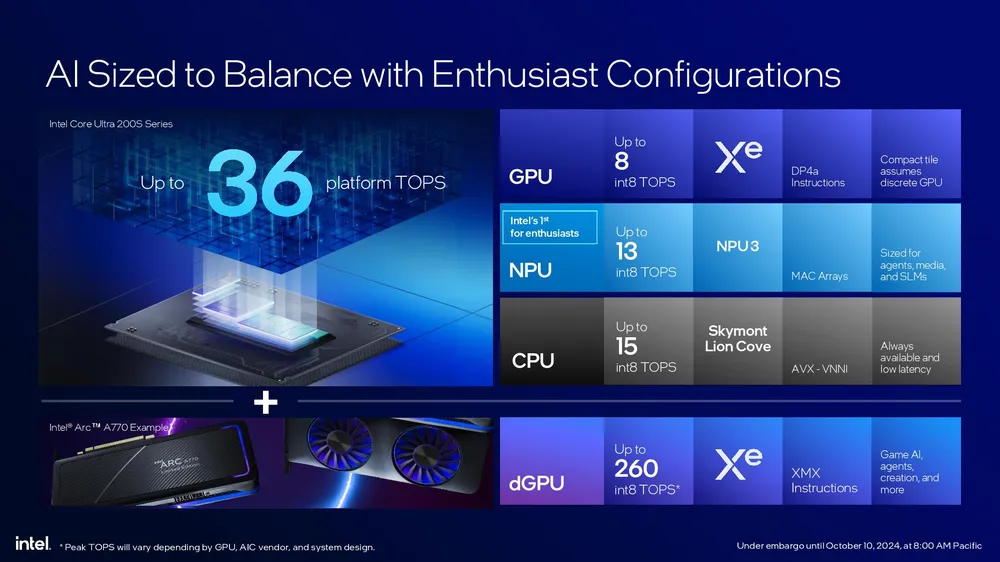 AI Sized to Balance with Enthusiast Configurations
Intel Core Ultra 200S Series
Up to
36
platform TOPS
GPU
Up to
8
int8 TOPS
Xe
DP4a
Instructions
Compact tile
assumes
discrete GPU
Intel's 1st
for enthusiasts
NPU
Up to
13
int8 TOPS
NPU 3
MAC Arrays
Sized for
agents, media,
and SLMs
CPU
Up to
15
int8 TOPS
Skymont
Lion Cove
AVX - VNNI
Always
available and
low latency
+
Intel® Arc™ A770 Example
intel ARC A770
Limited Edition
dGPU
Up to
260
int8 TOPS*
Xe
XMX
Instructions
Game AI,
agents,
creation, and
more
intel.
* Peak TOPS will vary depending by GPU, AIC vendor, and system design.
Under embargo until October 10, 2024, at 8:00 AM Pacific